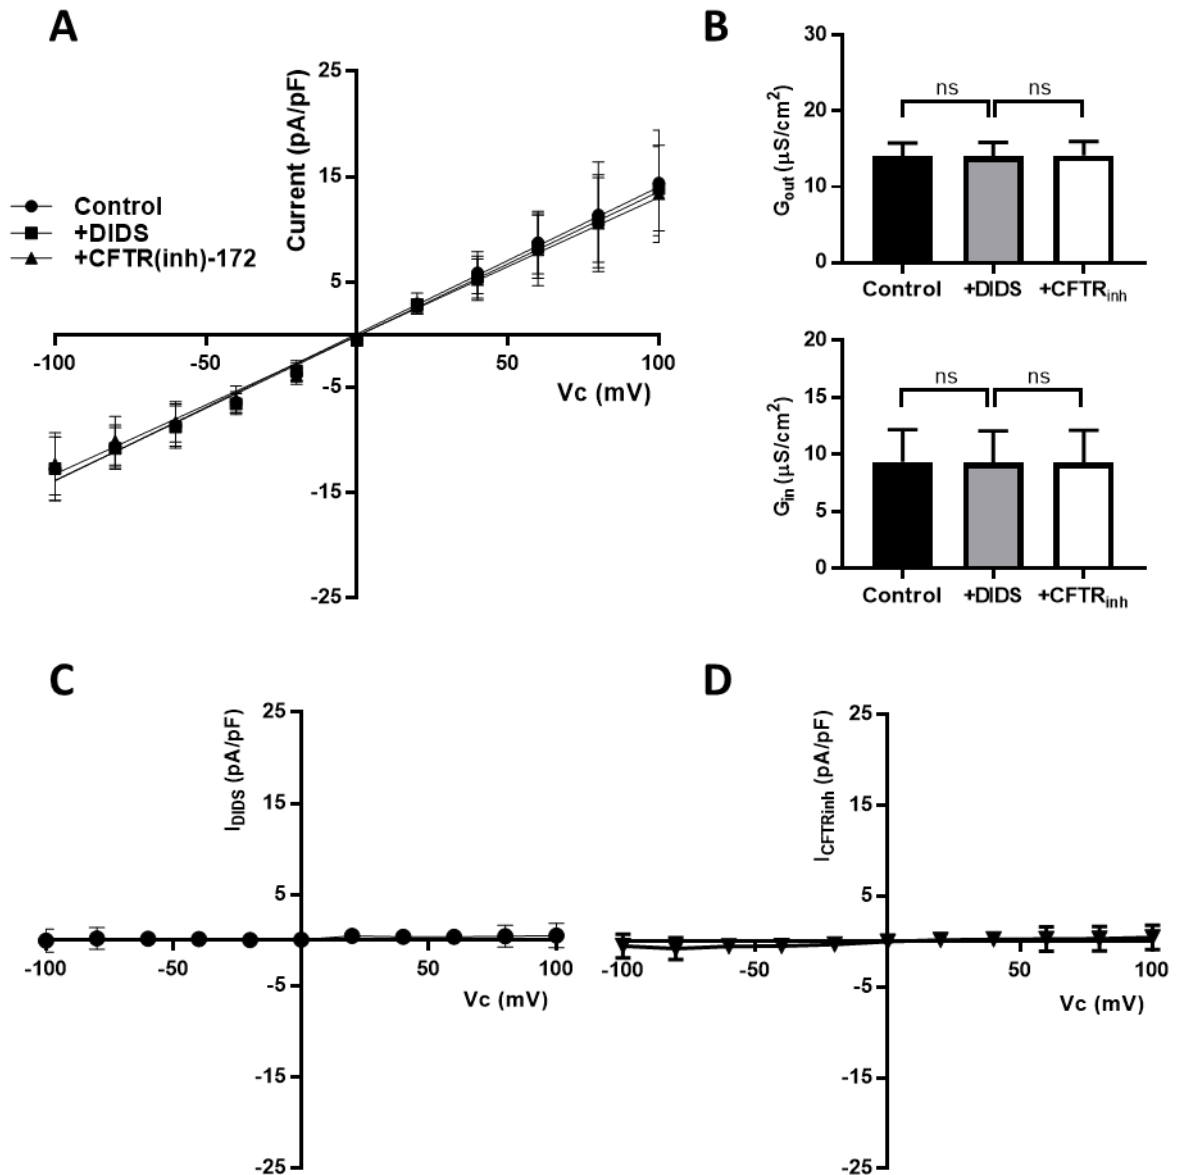 A
Current (pA/pF)
25
15
5
-5
-15
-25
-100
-50
50
100
Vc (mV)
Control
+DIDS
+CFTR(inh)-172
B
Gout (µS/cm²)
30
20
10
0
ns
ns
Control +DIDS +CFTRinh
Gin (µS/cm²)
20
15
10
5
0
ns
ns
Control +DIDS +CFTRinh
C
IDIDS (pA/pF)
25
15
5
-5
-15
-25
-100
-50
50
100
Vc (mV)
D
ICFTRinh (pA/pF)
25
15
5
-5
-15
-25
-100
-50
50
100
Vc (mV)